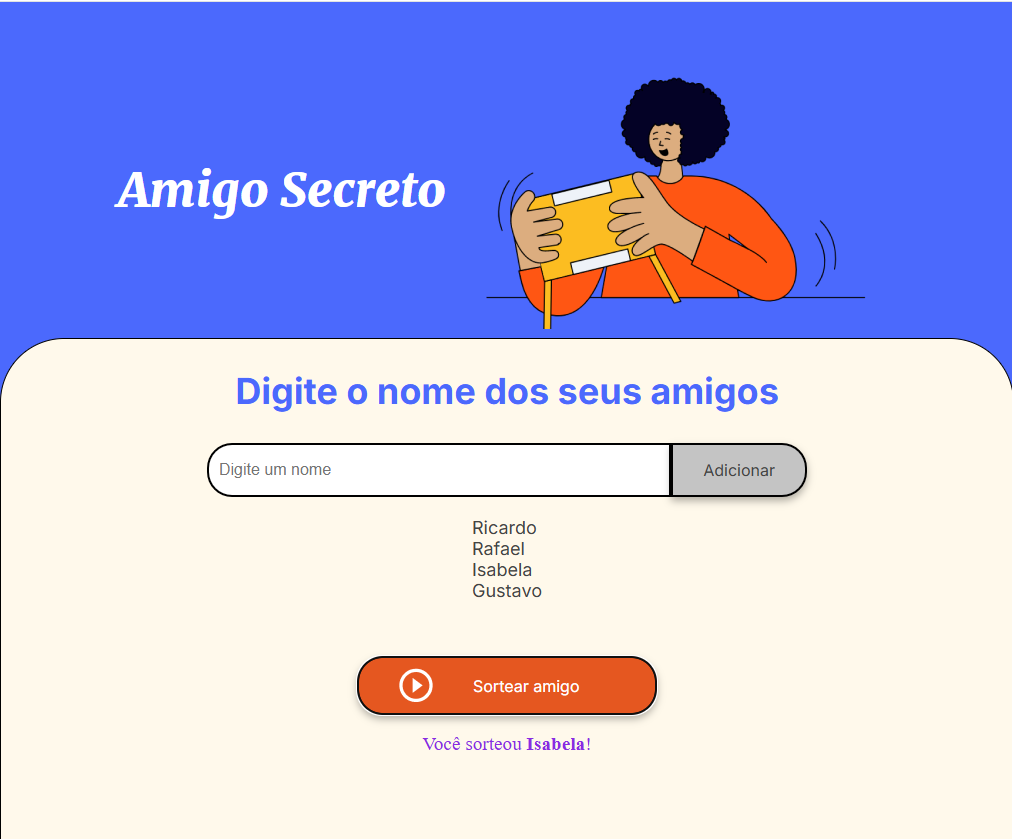 Amigo Secreto
Digite o nome dos seus amigos
Digite um nome
Adicionar
Ricardo
Rafael
Isabela
Gustavo
Sortear amigo
Você sorteou Isabela!